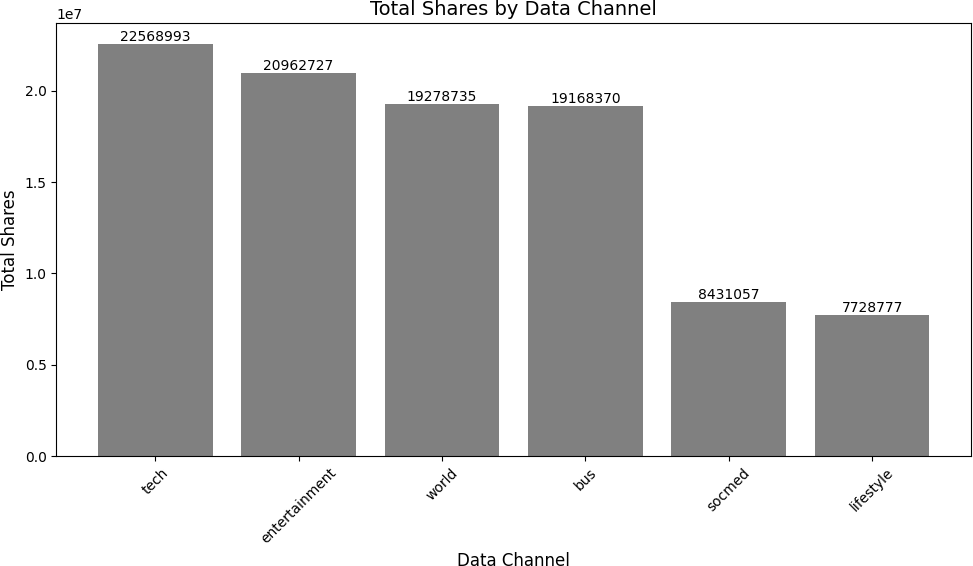 Total Shares by Data Channel
1e7
22568993
20962727
19278735
19168370
8431057
7728777
2.0
1.5
1.0
0.5
0.0
Total Shares
tech
entertainment
world
bus
socmed
lifestyle
Data Channel